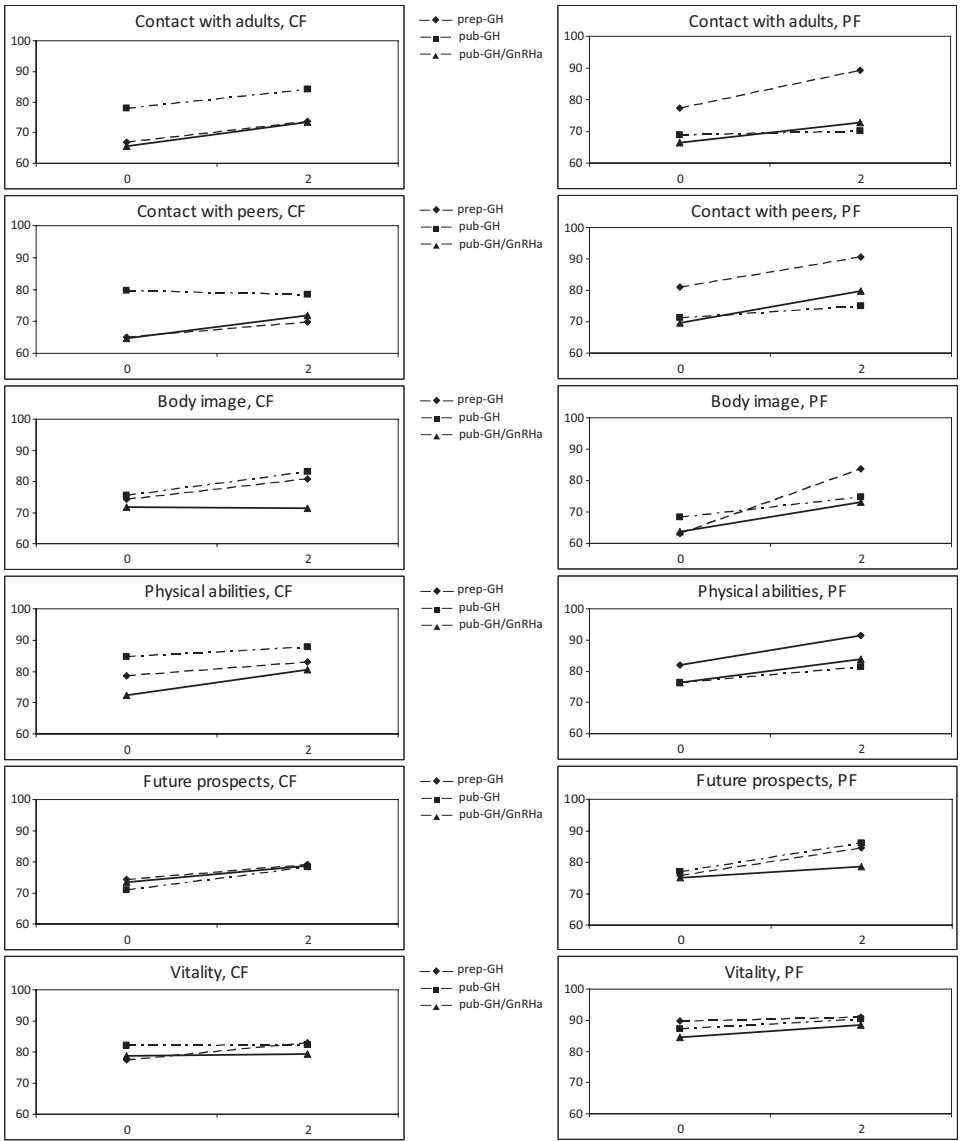 Contact with adults, CF
100
90
80
70
60
0 2
prep-GH
pub-GH
pub-GH/GnRHa
Contact with adults, PF
100
90
80
70
60
0 2
Contact with peers, CF
100
90
80
70
60
0 2
prep-GH
pub-GH
pub-GH/GnRHa
Contact with peers, PF
100
90
80
70
60
0 2
Body image, CF
100
90
80
70
60
0 2
prep-GH
pub-GH
pub-GH/GnRHa
Body image, PF
100
90
80
70
60
0 2
Physical abilities, CF
100
90
80
70
60
0 2
prep-GH
pub-GH
pub-GH/GnRHa
Physical abilities, PF
100
90
80
70
60
0 2
Future prospects, CF
100
90
80
70
60
0 2
prep-GH
pub-GH
pub-GH/GnRHa
Future prospects, PF
100
90
80
70
60
0 2
Vitality, CF
100
90
80
70
60
0 2
prep-GH
pub-GH
pub-GH/GnRHa
Vitality, PF
100
90
80
70
60
0 2